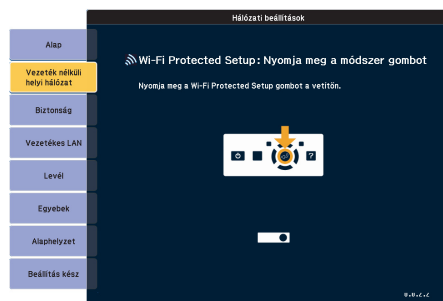 Hálózati beállítások
Alap
Vezeték nélküli
helyi hálózat
Biztonság
Vezetékes LAN
Levél
Egyebek
Alaphelyzet
Beállítás kész
Wi-Fi Protected Setup: Nyomja meg a módszer gombot
Nyomja meg a Wi-Fi Protected Setup gombot a vetítőn.
?